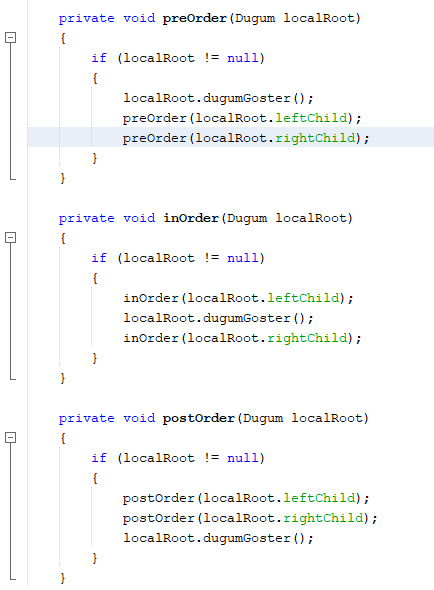 private void preOrder(Dugum localRoot)
{
if (localRoot != null)
{
localRoot.dugumGoster();
preOrder(localRoot.leftChild);
preOrder(localRoot.rightChild);
}
}
private void inOrder(Dugum localRoot)
{
if (localRoot != null)
{
inOrder(localRoot.leftChild);
localRoot.dugumGoster();
inOrder(localRoot.rightChild);
}
}
private void postOrder(Dugum localRoot)
{
if (localRoot != null)
{
postOrder(localRoot.leftChild);
postOrder(localRoot.rightChild);
localRoot.dugumGoster();
}
}